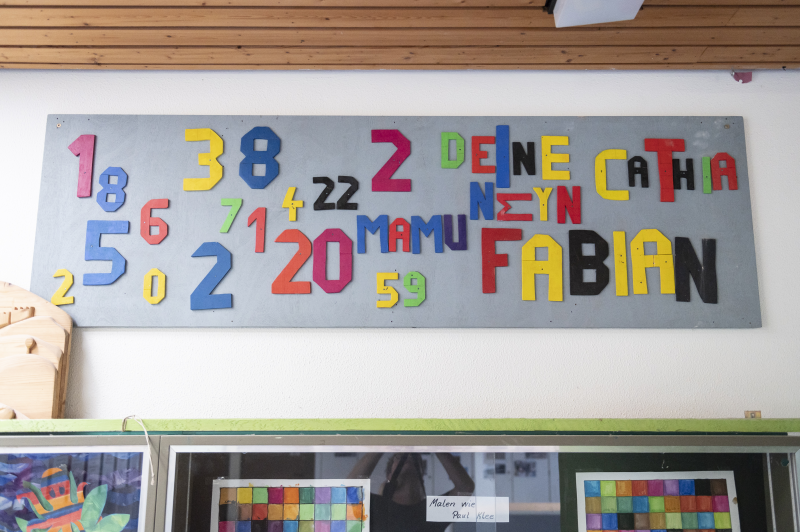 1 8 3 8 2 DEINE CATHIA
5 6 7 1 4 22 MAMU NEYN
2 0 2 20 59 FABIAN
Malen wie
Paul Klee